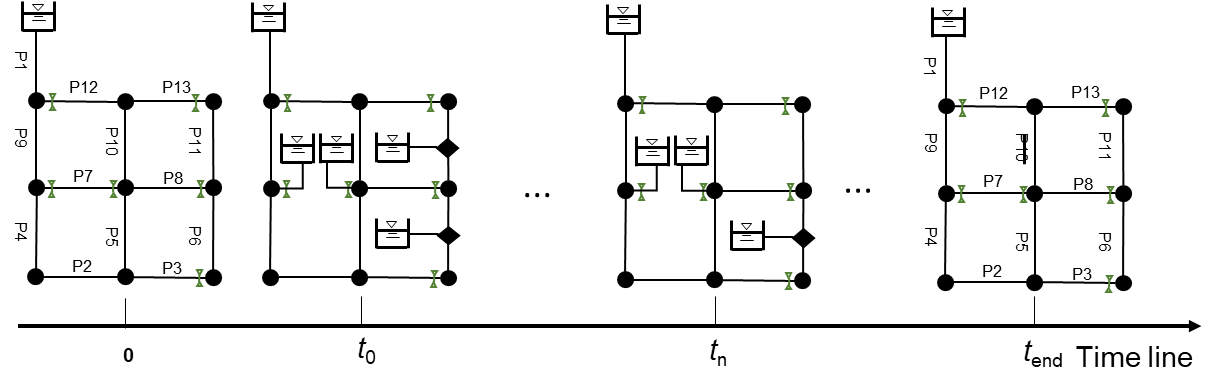 P1
P12 P13
P9 P10 P11
P7 P8
P4 P5 P6
P2 P3
... ...
P1
P12 P13
P9 P10 P11
P7 P8
P4 P5 P6
P2 P3
0 t0 tn tend Time line